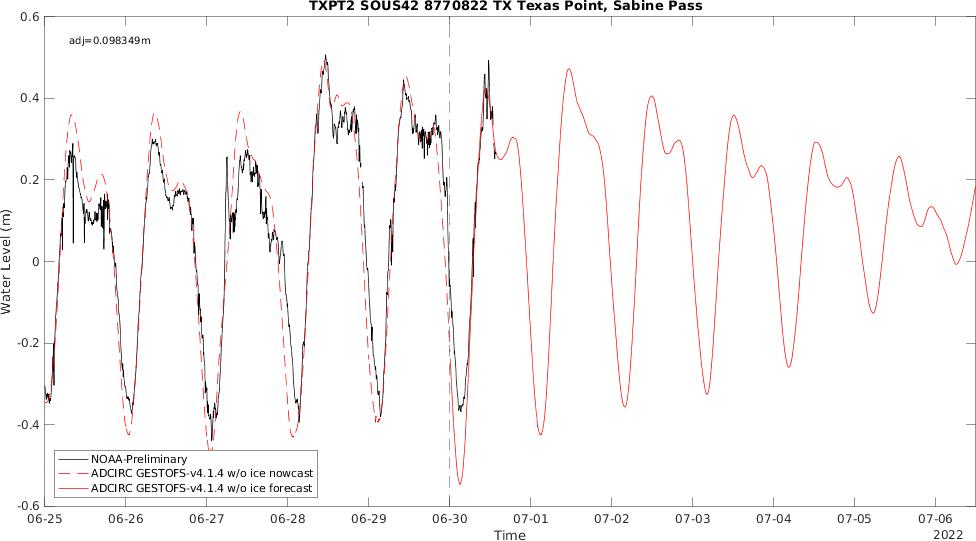 TXPT2 SOUS42 8770822 TX Texas Point, Sabine Pass
adj=0.098349m
Water Level (m)
0.6
0.4
0.2
0
-0.2
-0.4
-0.6
NOAA-Preliminary
ADCIRC GESTOFS-v4.1.4 w/o ice nowcast
ADCIRC GESTOFS-v4.1.4 w/o ice forecast
06-25 06-26 06-27 06-28 06-29 06-30 07-01 07-02 07-03 07-04 07-05 07-06
Time
2022